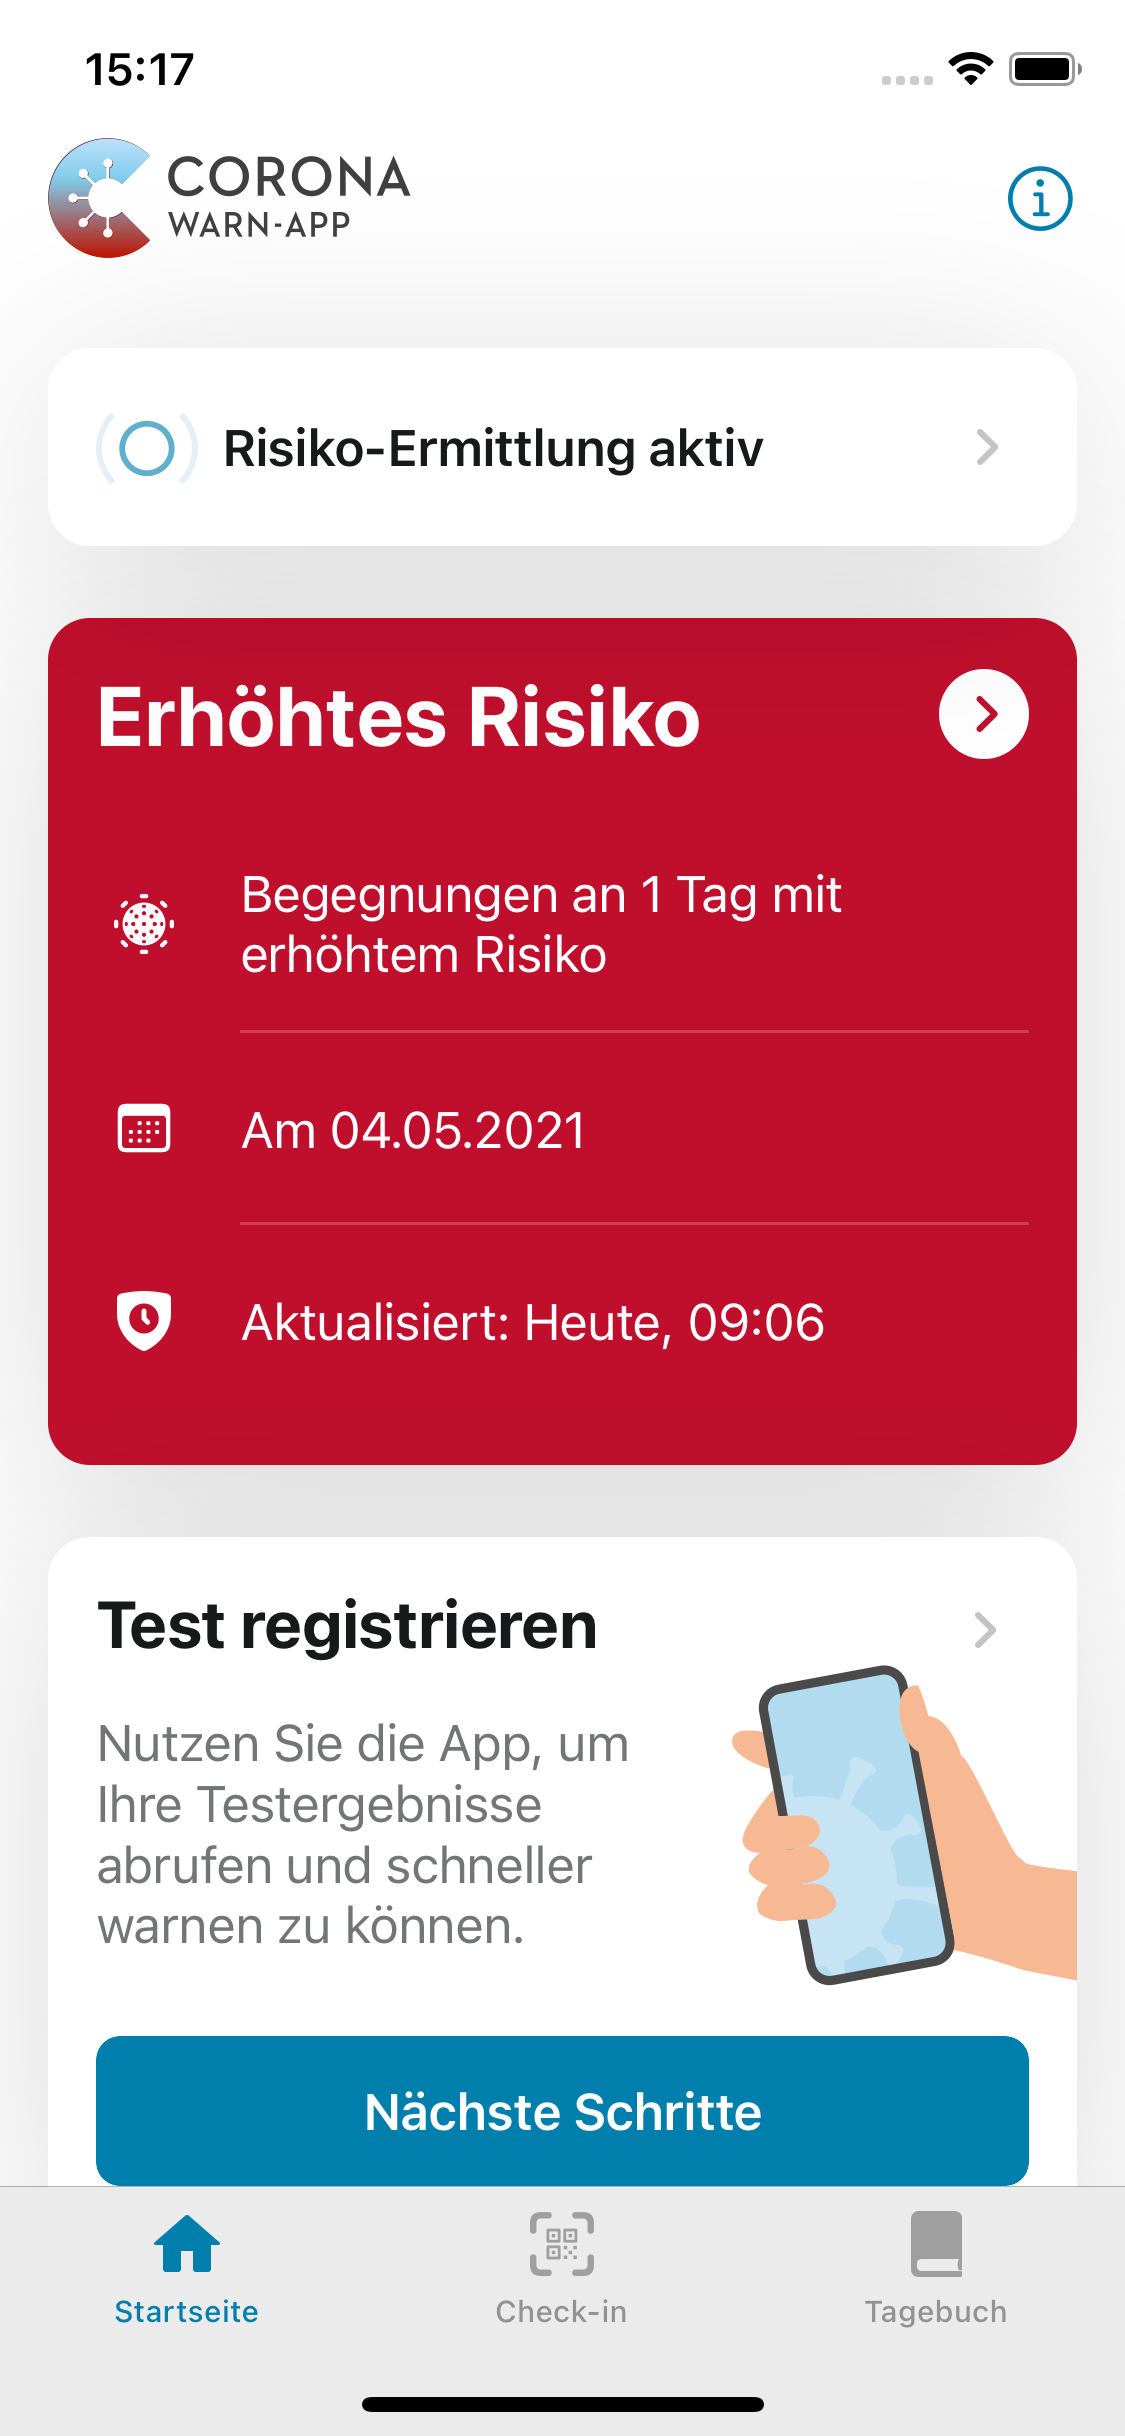 15:17
CORONA
WARN-APP
Risiko-Ermittlung aktiv
Erhöhtes Risiko
Begegnungen an 1 Tag mit
erhöhtem Risiko
Am 04.05.2021
Aktualisiert: Heute, 09:06
Test registrieren
Nutzen Sie die App, um
Ihre Testergebnisse
abrufen und schneller
warnen zu können.
Nächste Schritte
Startseite
Check-in
Tagebuch